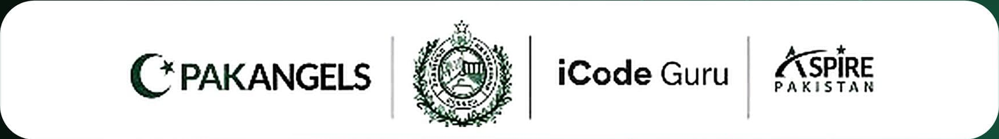 PAKANGELS
iCode Guru
ASPIRE
PAKISTAN